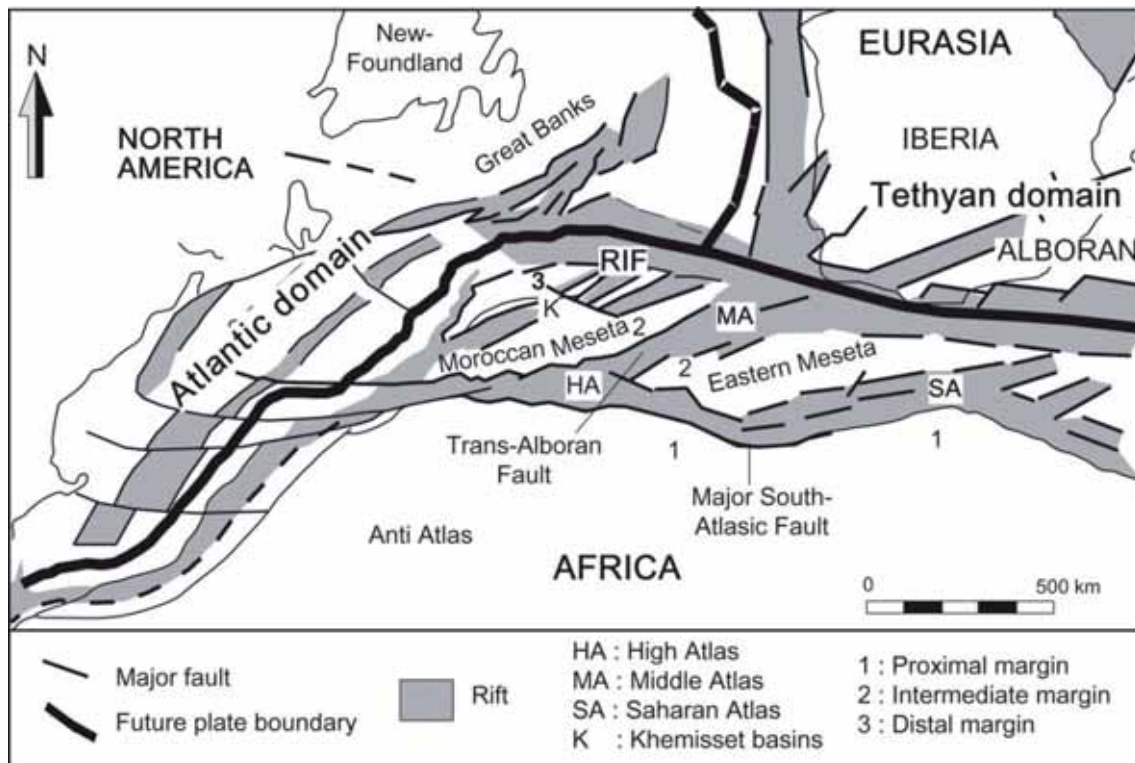 New-
Foundland
EURASIA
N
NORTH
AMERICA
Great Banks
IBERIA
Tethyan domain
ALBORAN
Atlantic domain
RIF
3
K
MA
Moroccan Meseta
2
2
Eastern Meseta
HA
SA
Trans-Alboran
Fault
1
1
Major South-
Atlasic Fault
Anti Atlas
AFRICA
0
500 km
Major fault
Future plate boundary
Rift
HA : High Atlas
MA : Middle Atlas
SA : Saharan Atlas
K : Khemisset basins
1 : Proximal margin
2 : Intermediate margin
3 : Distal margin